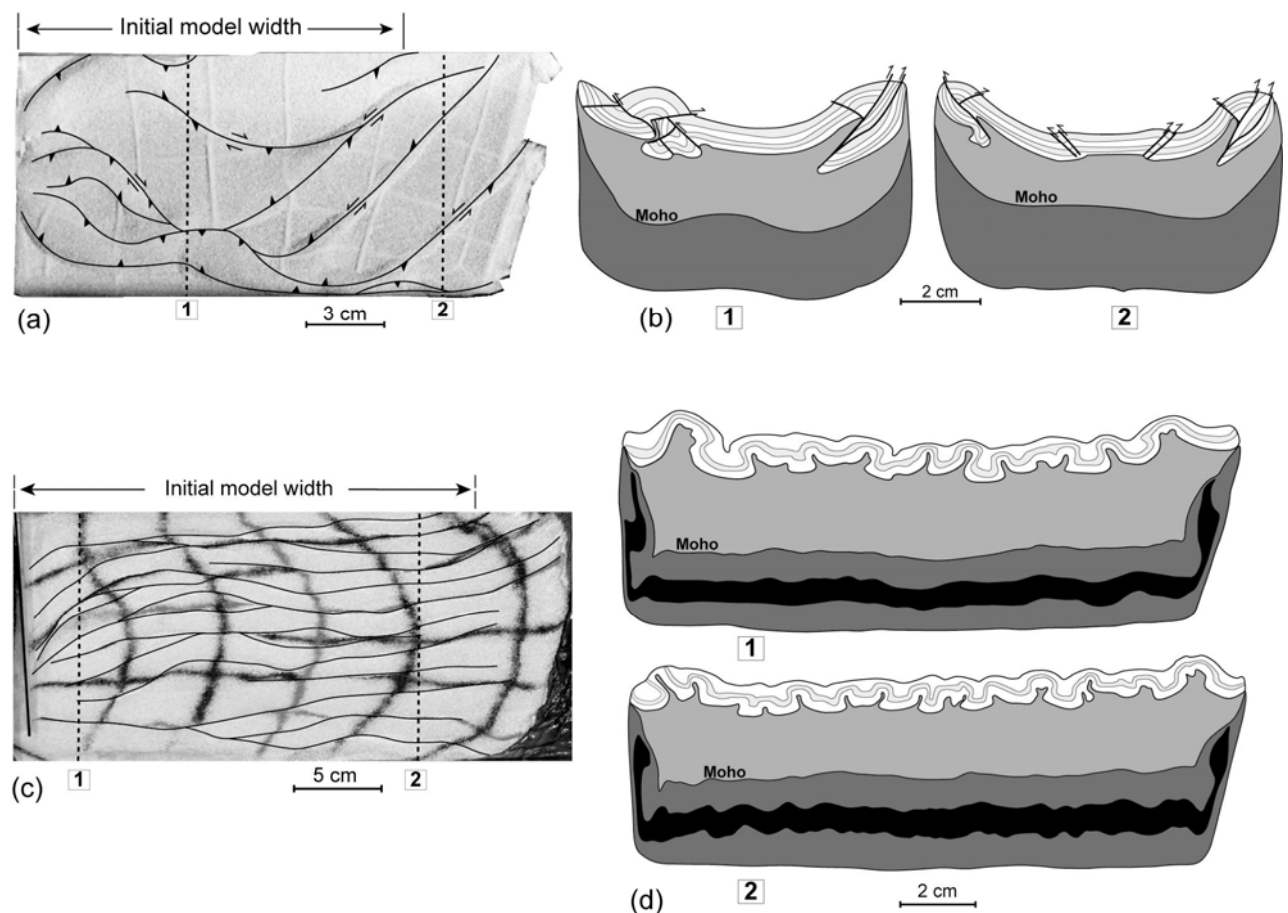 Initial model width
1
2
3 cm
(a)
Moho
Moho
2 cm
(b)
1
2
Initial model width
1
2
5 cm
(c)
Moho
1
Moho
2
2 cm
(d)